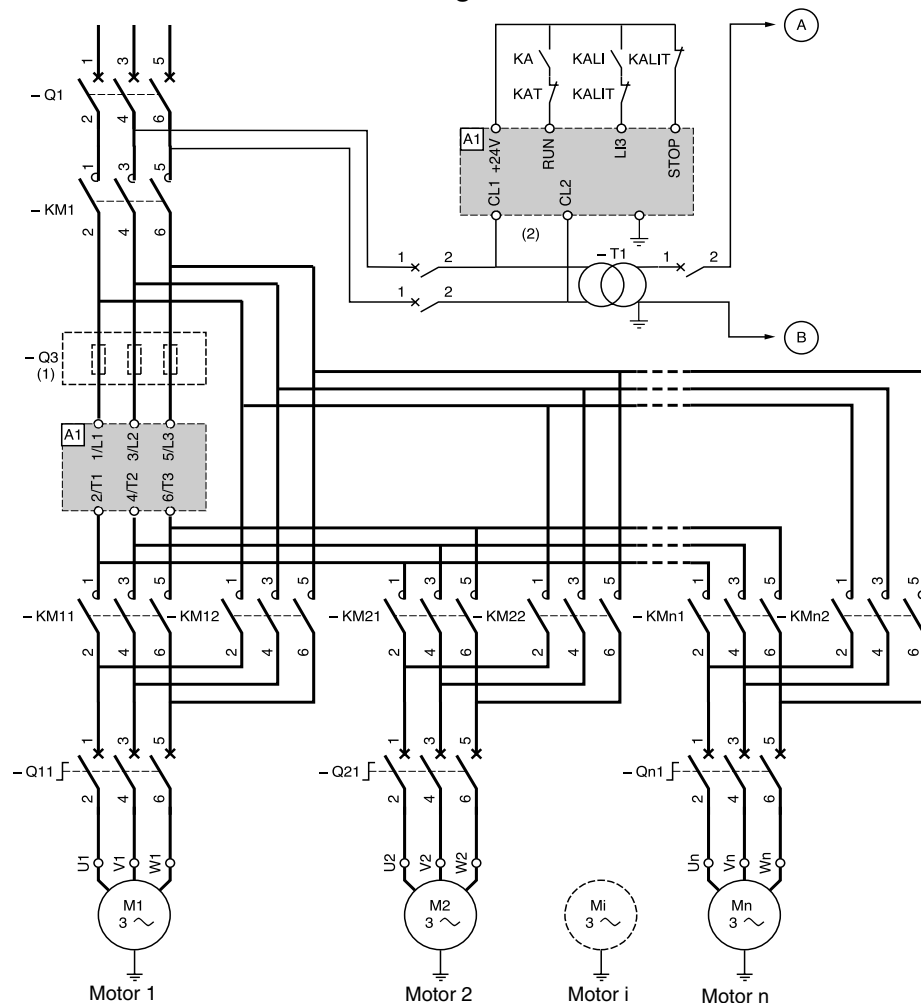 A
1 3 5
KA KALI KALIT
– Q1
KAT KALIT
2 4 6
A1 +24V RUN LI3 STOP
CL1 CL2
1 3 5
– KM1
(2)
2 4 6
1 2 – T1 1 2
1 2
B
– Q3
(1)
A1 1/L1 3/L2 5/L3
2/T1 4/T2 6/T3
1 3 5 1 3 5 1 3 5 1 3 5 1 3 5 1 3 5
– KM11 – KM12 – KM21 – KM22 – KMn1 – KMn2
2 4 6 2 4 6 2 4 6 2 4 6 2 4 6 2 4 6
1 3 5 1 3 5 1 3 5
– Q11 – Q21 – Qn1
2 4 6 2 4 6 2 4 6
U1 V1 W1 U2 V2 W2 Un Vn Wn
M1 M2 Mi Mn
3 ~ 3 ~ 3 ~ 3 ~
Motor 1 Motor 2 Motor i Motor n